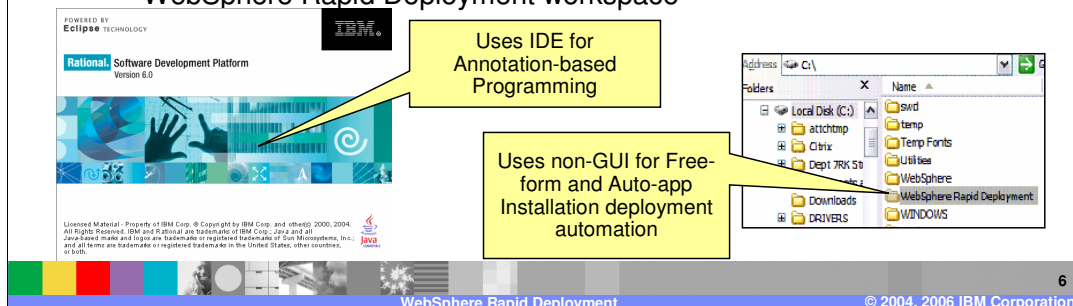 WebSphere Rapid Deployment workspace
POWERED BY
Eclipse TECHNOLOGY
IBM®
Rational. Software Development Platform
Version 6.0
Licensed Material - Property of IBM Corp. © Copyright by IBM Corp. and other(s) 2000, 2004.
All Rights Reserved. IBM and Rational are trademarks of IBM Corp.; Java and all
Java-based marks and logos are trademarks or registered trademarks of Sun Microsystems, Inc.;
and all terms are trademarks or registered trademarks in the United States, other countries,
or both.
Java
Uses IDE for
Annotation-based
Programming
Uses non-GUI for Free-
form and Auto-app
Installation deployment
automation
Address C:\
Folders X
Local Disk (C:)
attchtmp
Citrix
Dept 7RK St
Downloads
DRIVERS
Name
swd
temp
Temp Fonts
Utilities
WebSphere
WebSphere Rapid Deployment
WINDOWS
6
WebSphere Rapid Deployment
© 2004, 2006 IBM Corporation